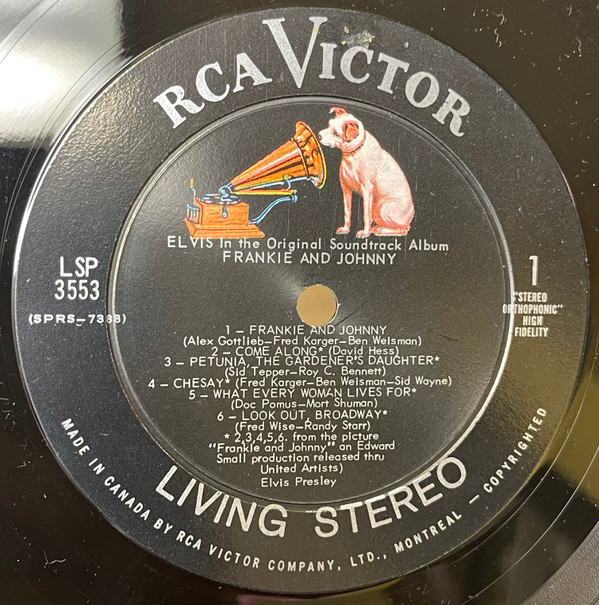 RCA VICTOR
ELVIS In the Original Soundtrack Album
FRANKIE AND JOHNNY
LSP
3553
(SPRS-7383)
1
"STEREO
ORTHOPHONIC"
HIGH
FIDELITY
1 – FRANKIE AND JOHNNY
(Alex Gottlieb-Fred Karger-Ben Weisman)
2 – COME ALONG* (David Hess)
3 – PETUNIA, THE GARDENER'S DAUGHTER*
(Sid Tepper-Roy C. Bennett)
4 – CHESAY* (Fred Karger-Ben Weisman-Sid Wayne)
5 – WHAT EVERY WOMAN LIVES FOR*
(Doc Pomus-Mort Shuman)
6 – LOOK OUT, BROADWAY*
(Fred Wise-Randy Starr)
* 2,3,4,5,6. from the picture
"Frankie and Johnny" an Edward
Small production released thru
United Artists)
Elvis Presley
LIVING STEREO
MADE IN CANADA BY RCA VICTOR COMPANY, LTD., MONTREAL — COPYRIGHTED